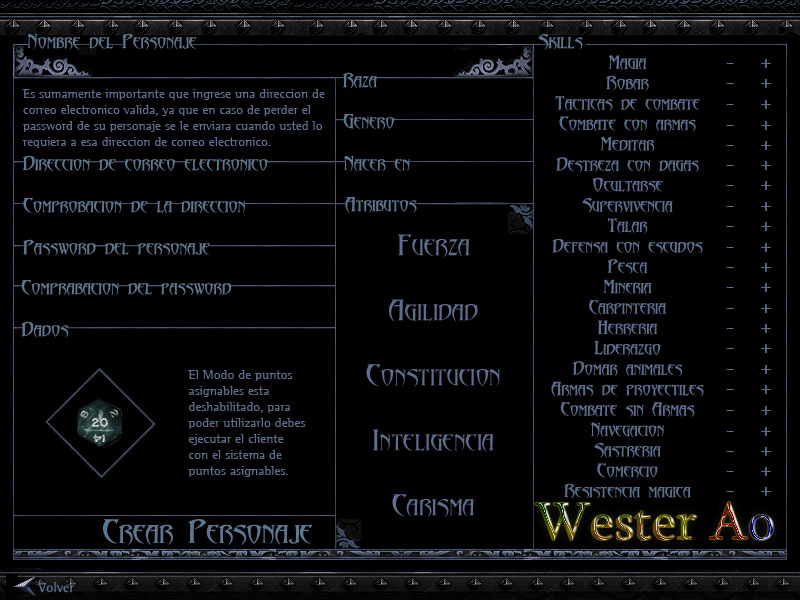 Nombre del Personaje
Es sumamente importante que ingrese una direccion de
correo electronico valida, ya que en caso de perder el
password de su personaje se le enviara cuando usted lo
requiera a esa direccion de correo electronico.
Direccion de correo electronico
Comprobacion de la direccion
Password del personaje
Comprabacion del password
Dados
20
8
2
14
El Modo de puntos
asignables esta
deshabilitado, para
poder utilizarlo debes
ejecutar el cliente
con el sistema de
puntos asignables.
Crear Personaje
Raza
Genero
Nacer en
Atributos
Fuerza
Agilidad
Constitucion
Inteligencia
Carisma
Skills
Magia - +
Robar - +
Tacticas de combate - +
Combate con armas - +
Meditar - +
Destreza con dagas - +
Ocultarse - +
Supervivencia - +
Talar - +
Defensa con escudos - +
Pesca - +
Mineria - +
Carpinteria - +
Herreria - +
Liderazgo - +
Domar animales - +
Armas de proyectiles - +
Combate sin Armas - +
Navegacion - +
Sastreria - +
Comercio - +
Resistencia magica - +
Wester Ao
Volver